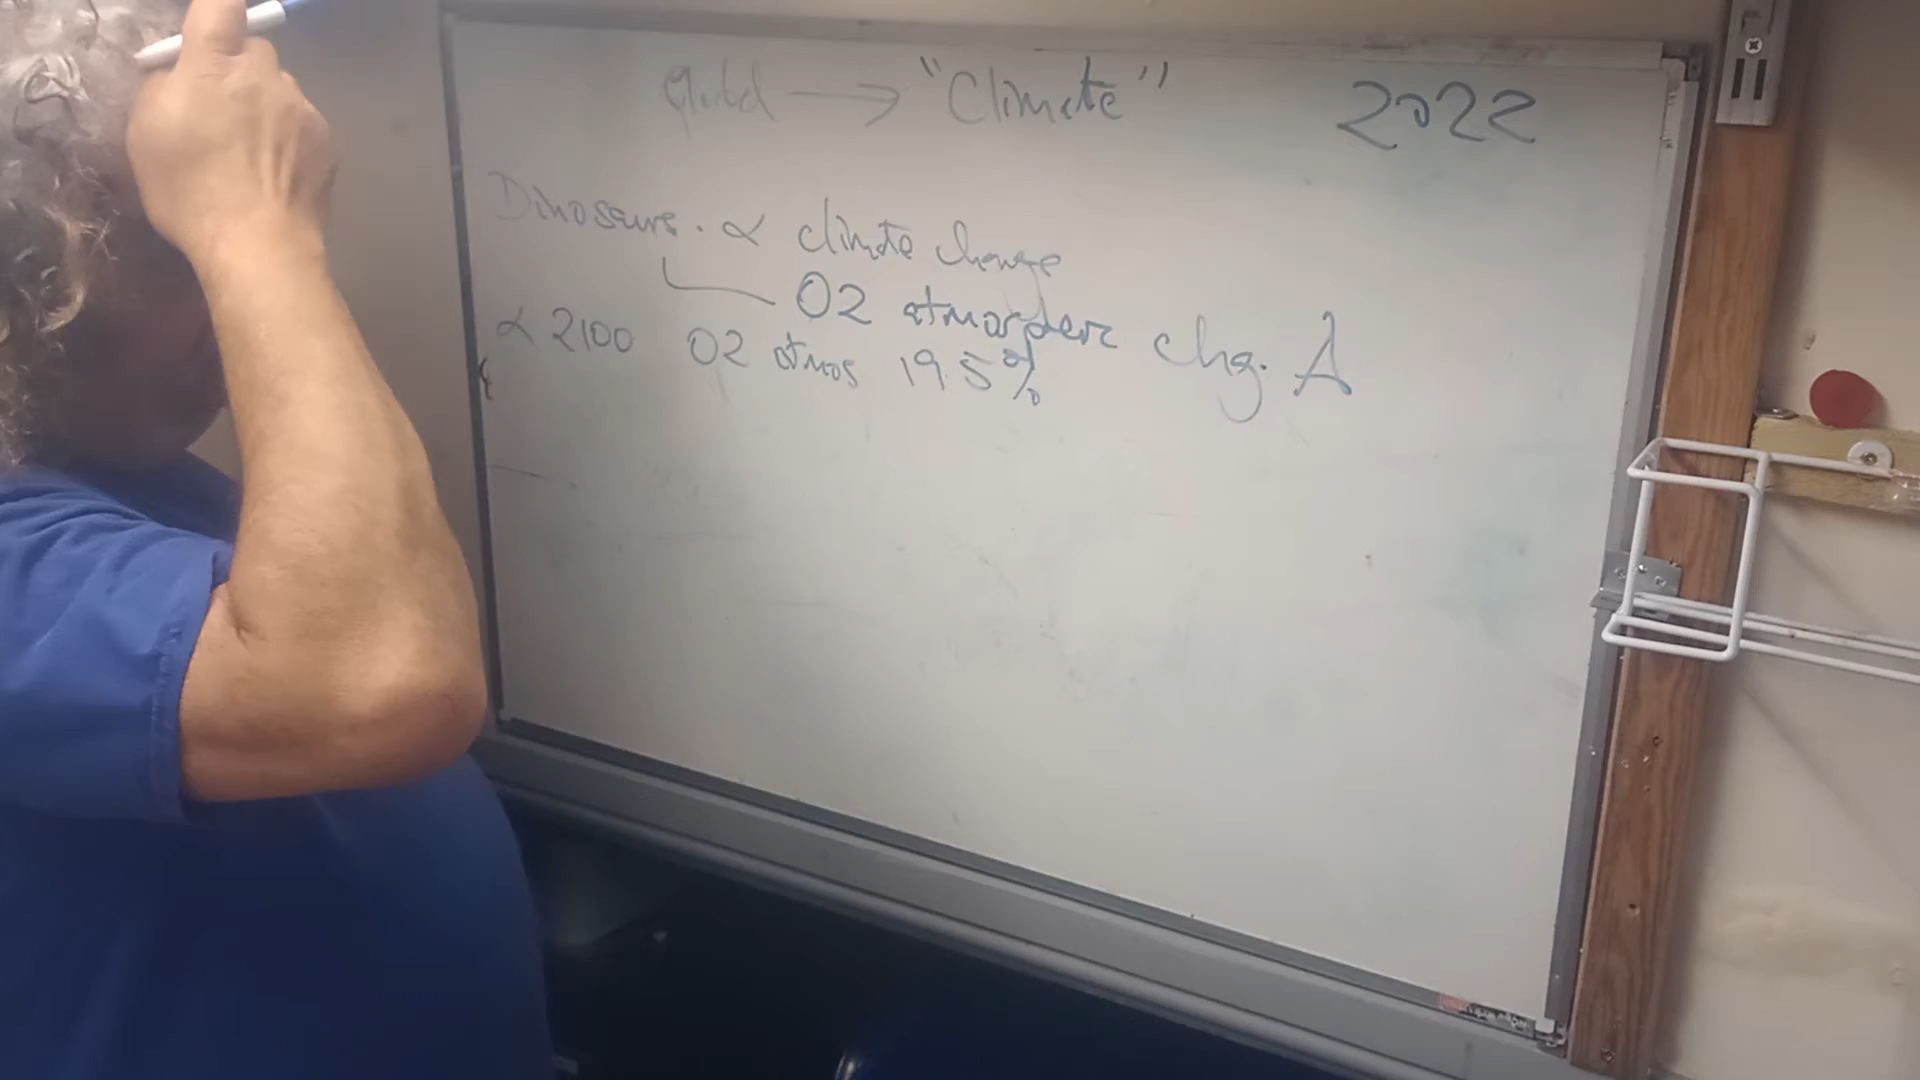 → "Climate" 2022
Dinosaurs. ∝ climate change
O2 atmosphere chg. A
∝ 2100 O2 atmos 19.5%